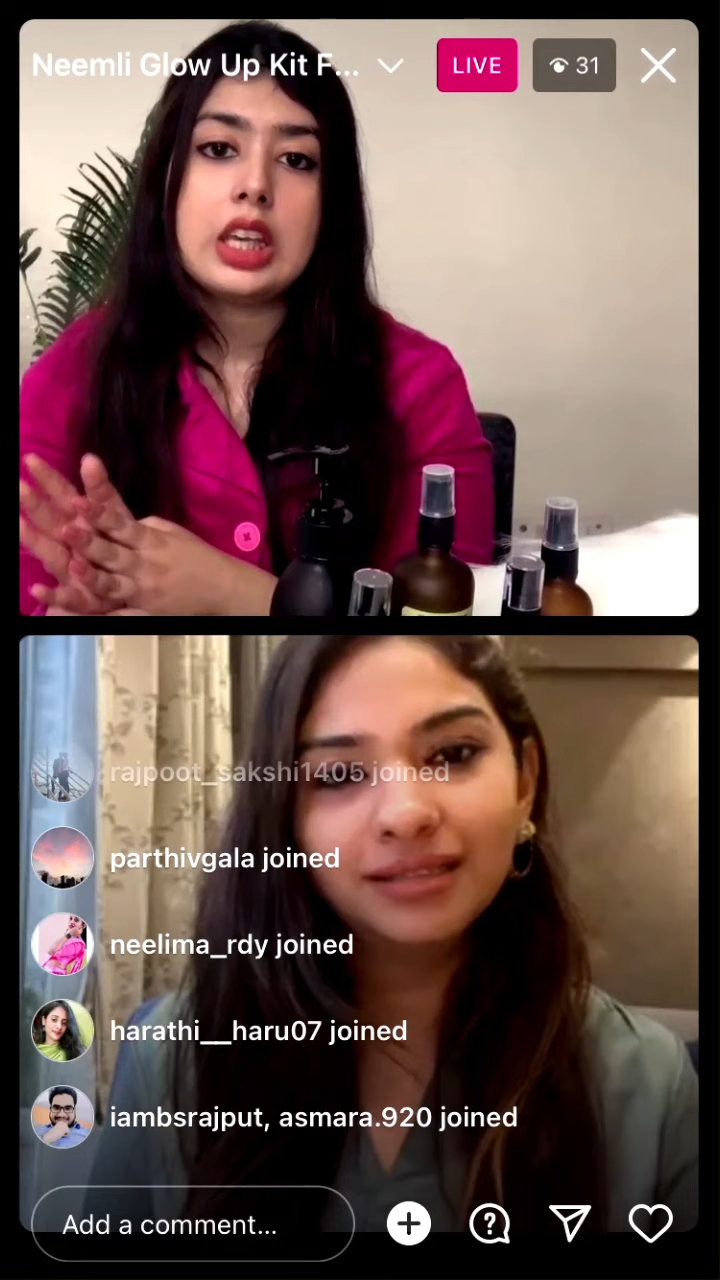 Neemli Glow Up Kit F...
LIVE
31
rajpoot_sakshi1405 joined
parthivgala joined
neelima_rdy joined
harathi__haru07 joined
iambsrajput, asmara.920 joined
Add a comment...